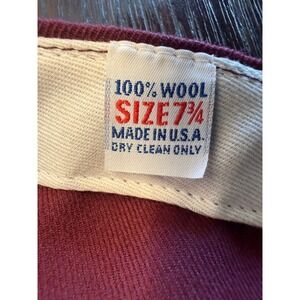 100% WOOL
SIZE 7¾
MADE IN U.S.A.
DRY CLEAN ONLY